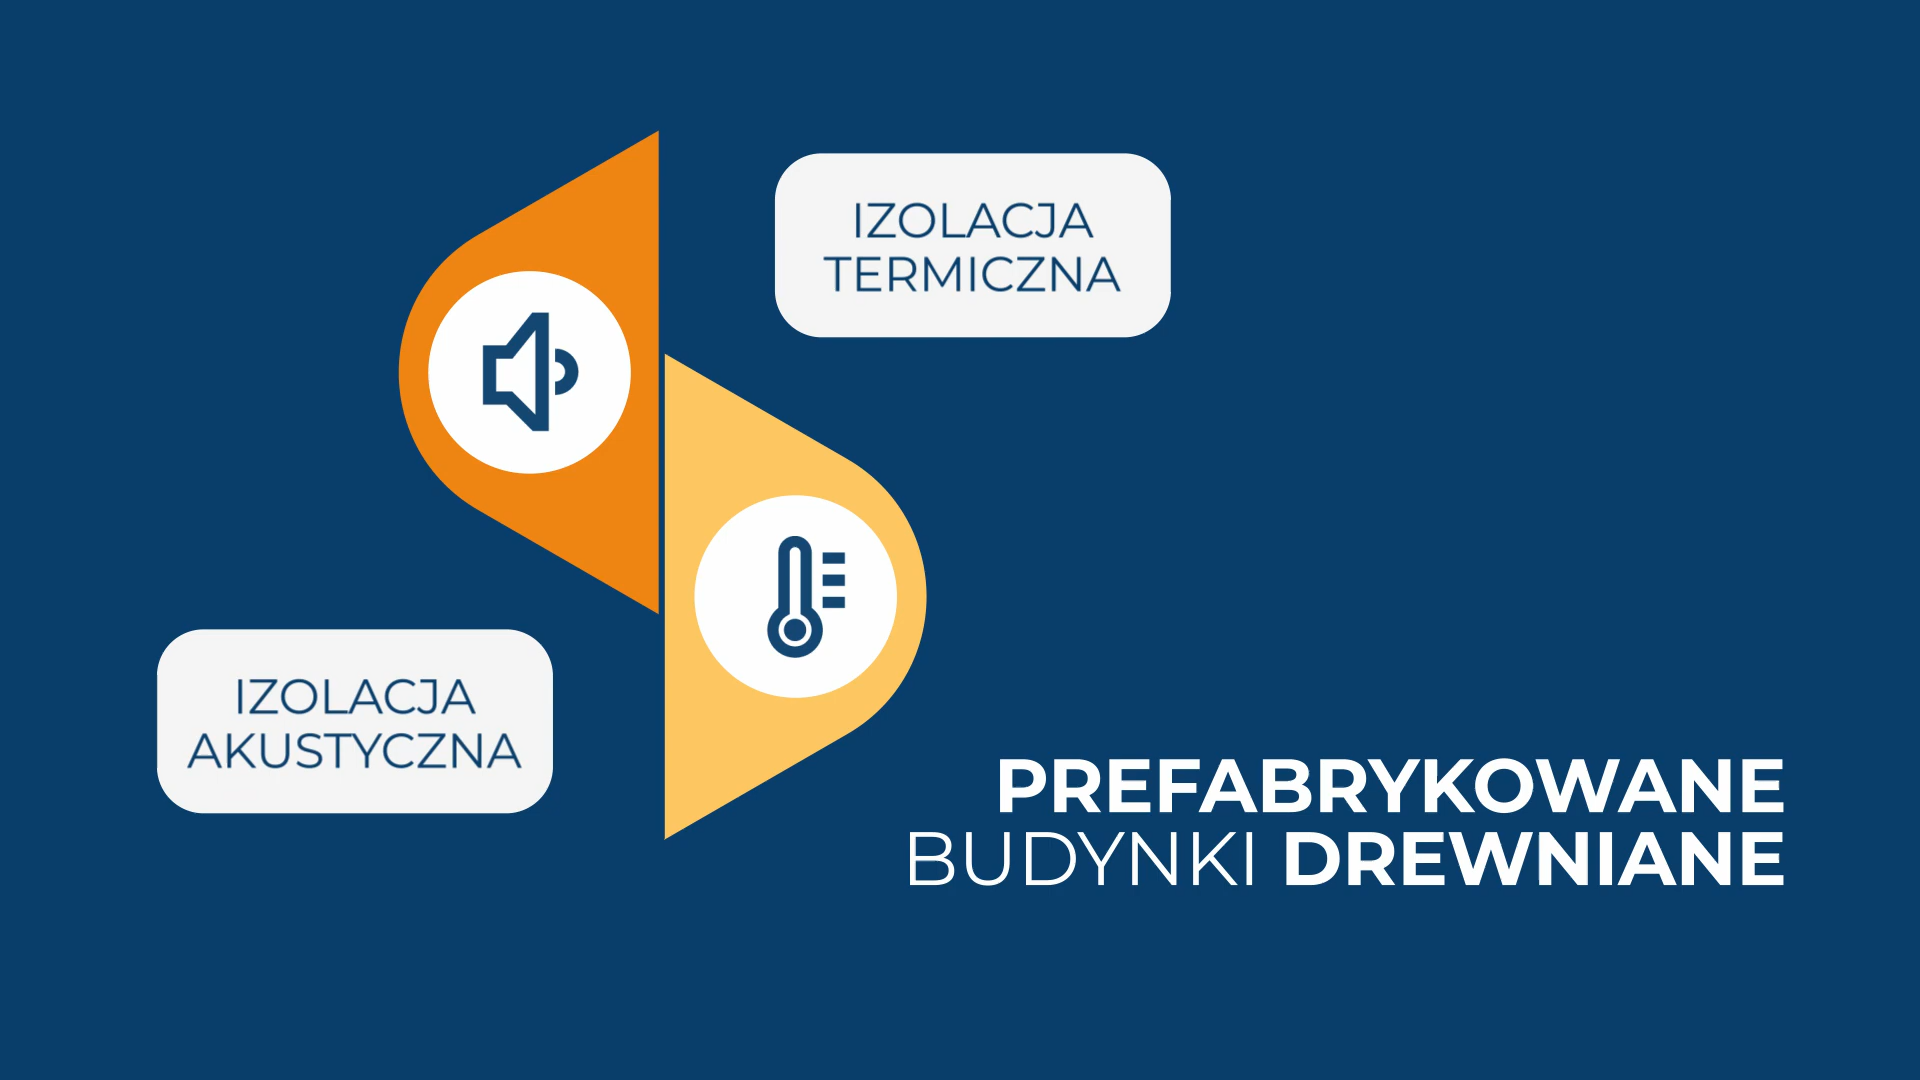 IZOLACJA
TERMICZNA
IZOLACJA
AKUSTYCZNA
PREFABRYKOWANE
BUDYNKI DREWNIANE